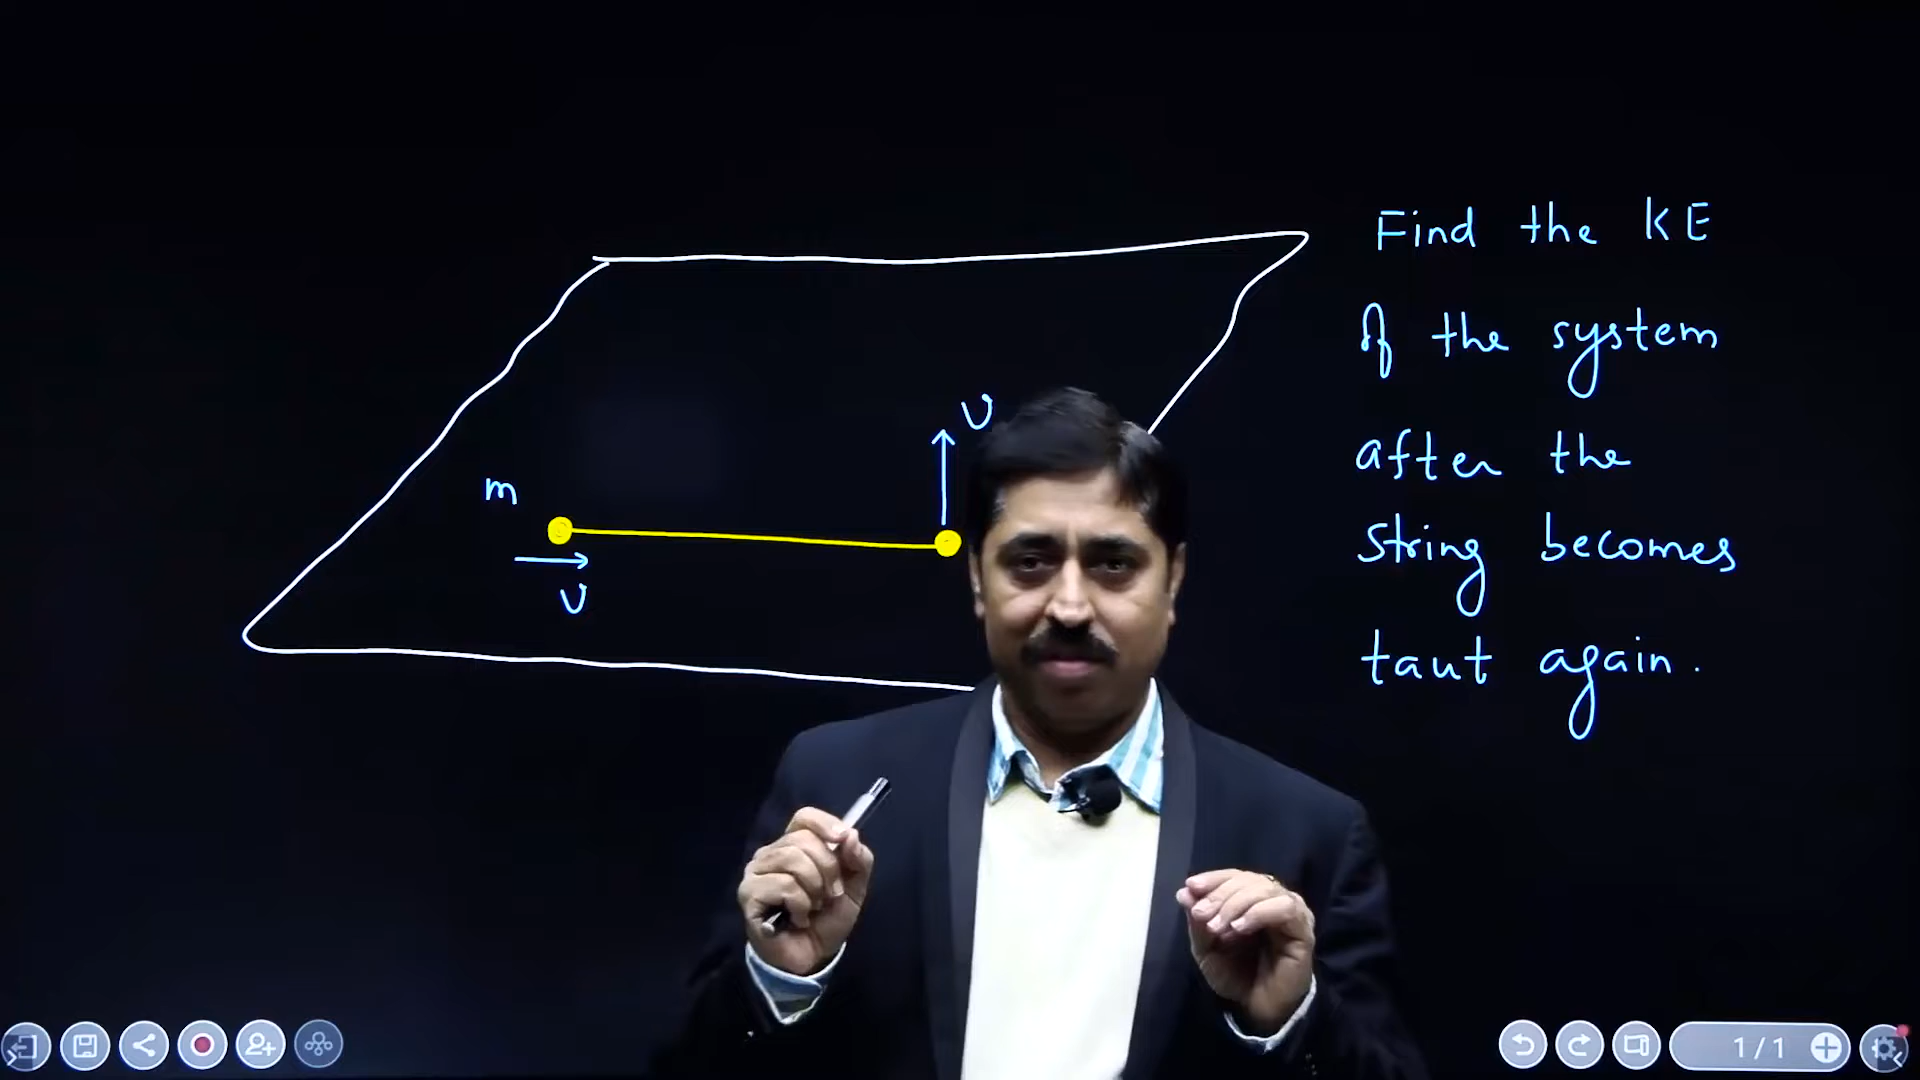 Find the KE
of the system
after the
string becomes
taut again.
m
v
v
1/1